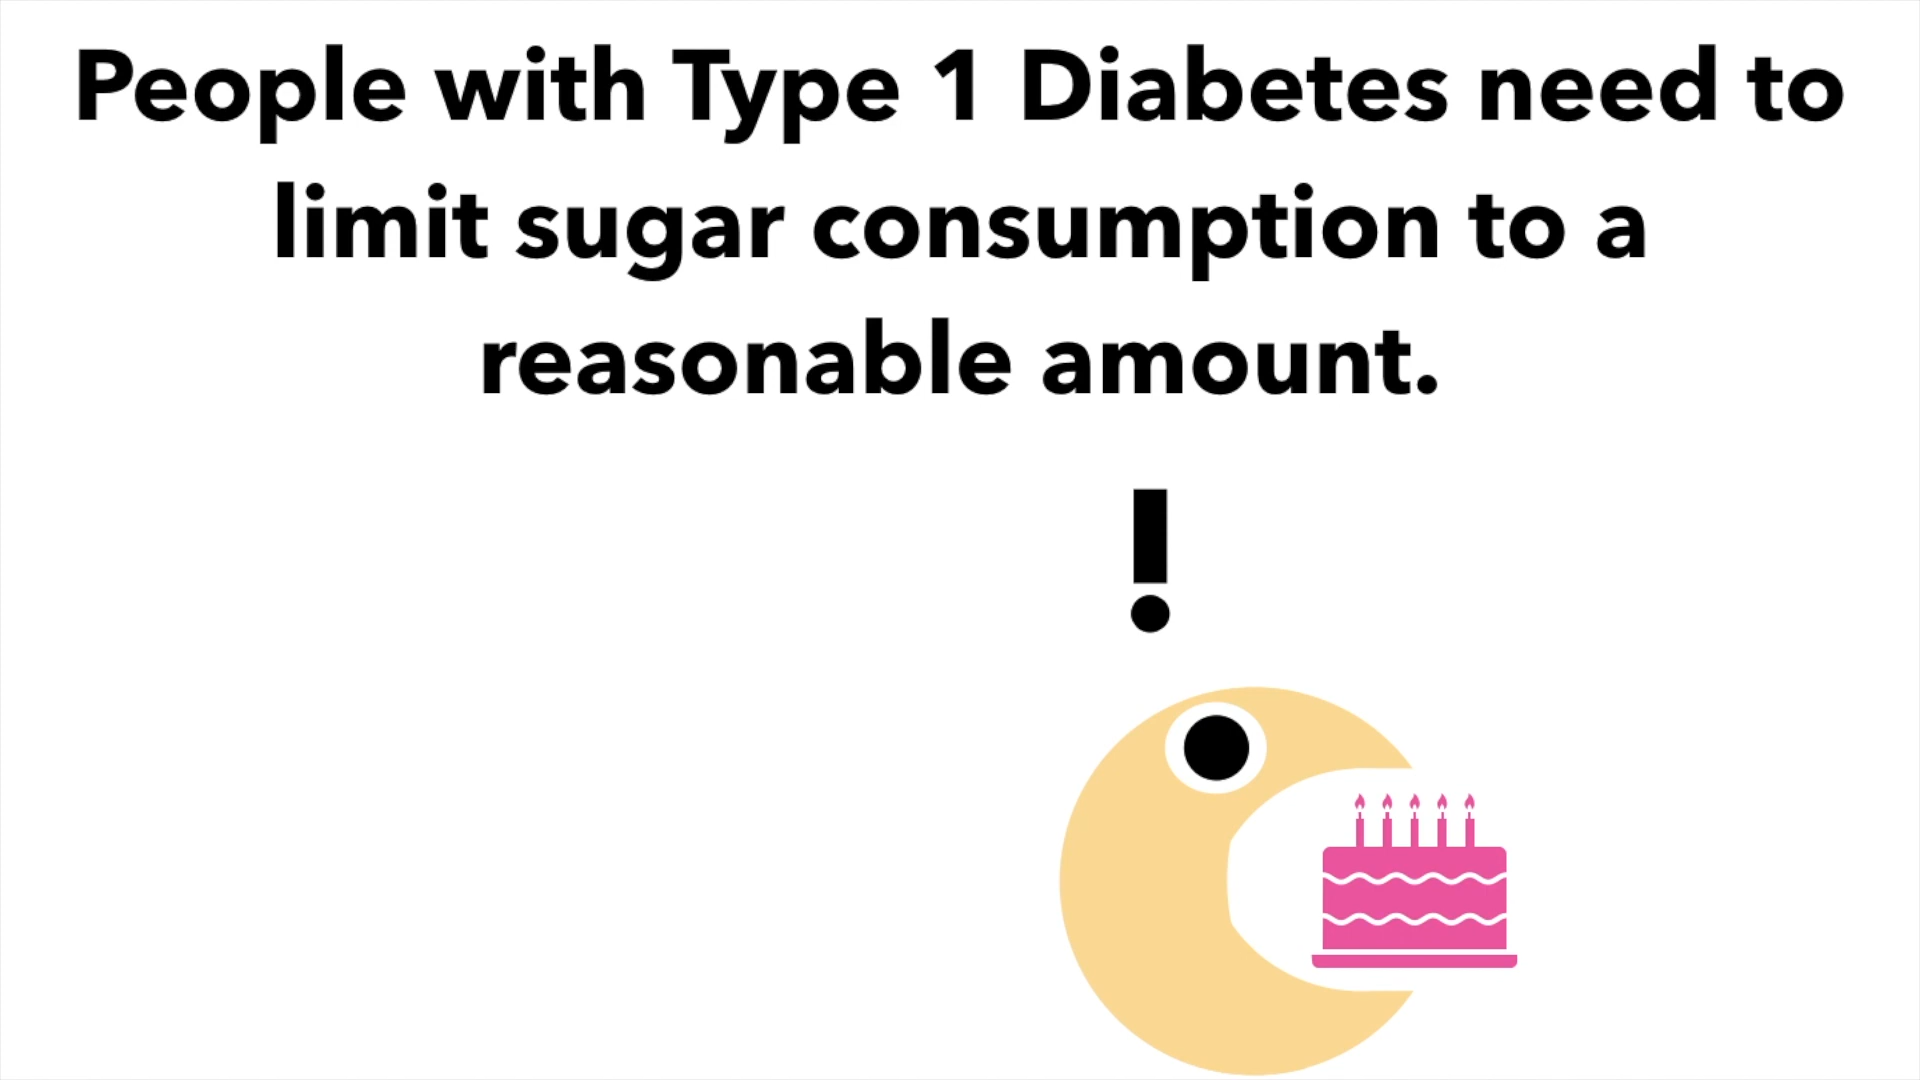 People with Type 1 Diabetes need to
limit sugar consumption to a
reasonable amount.
!